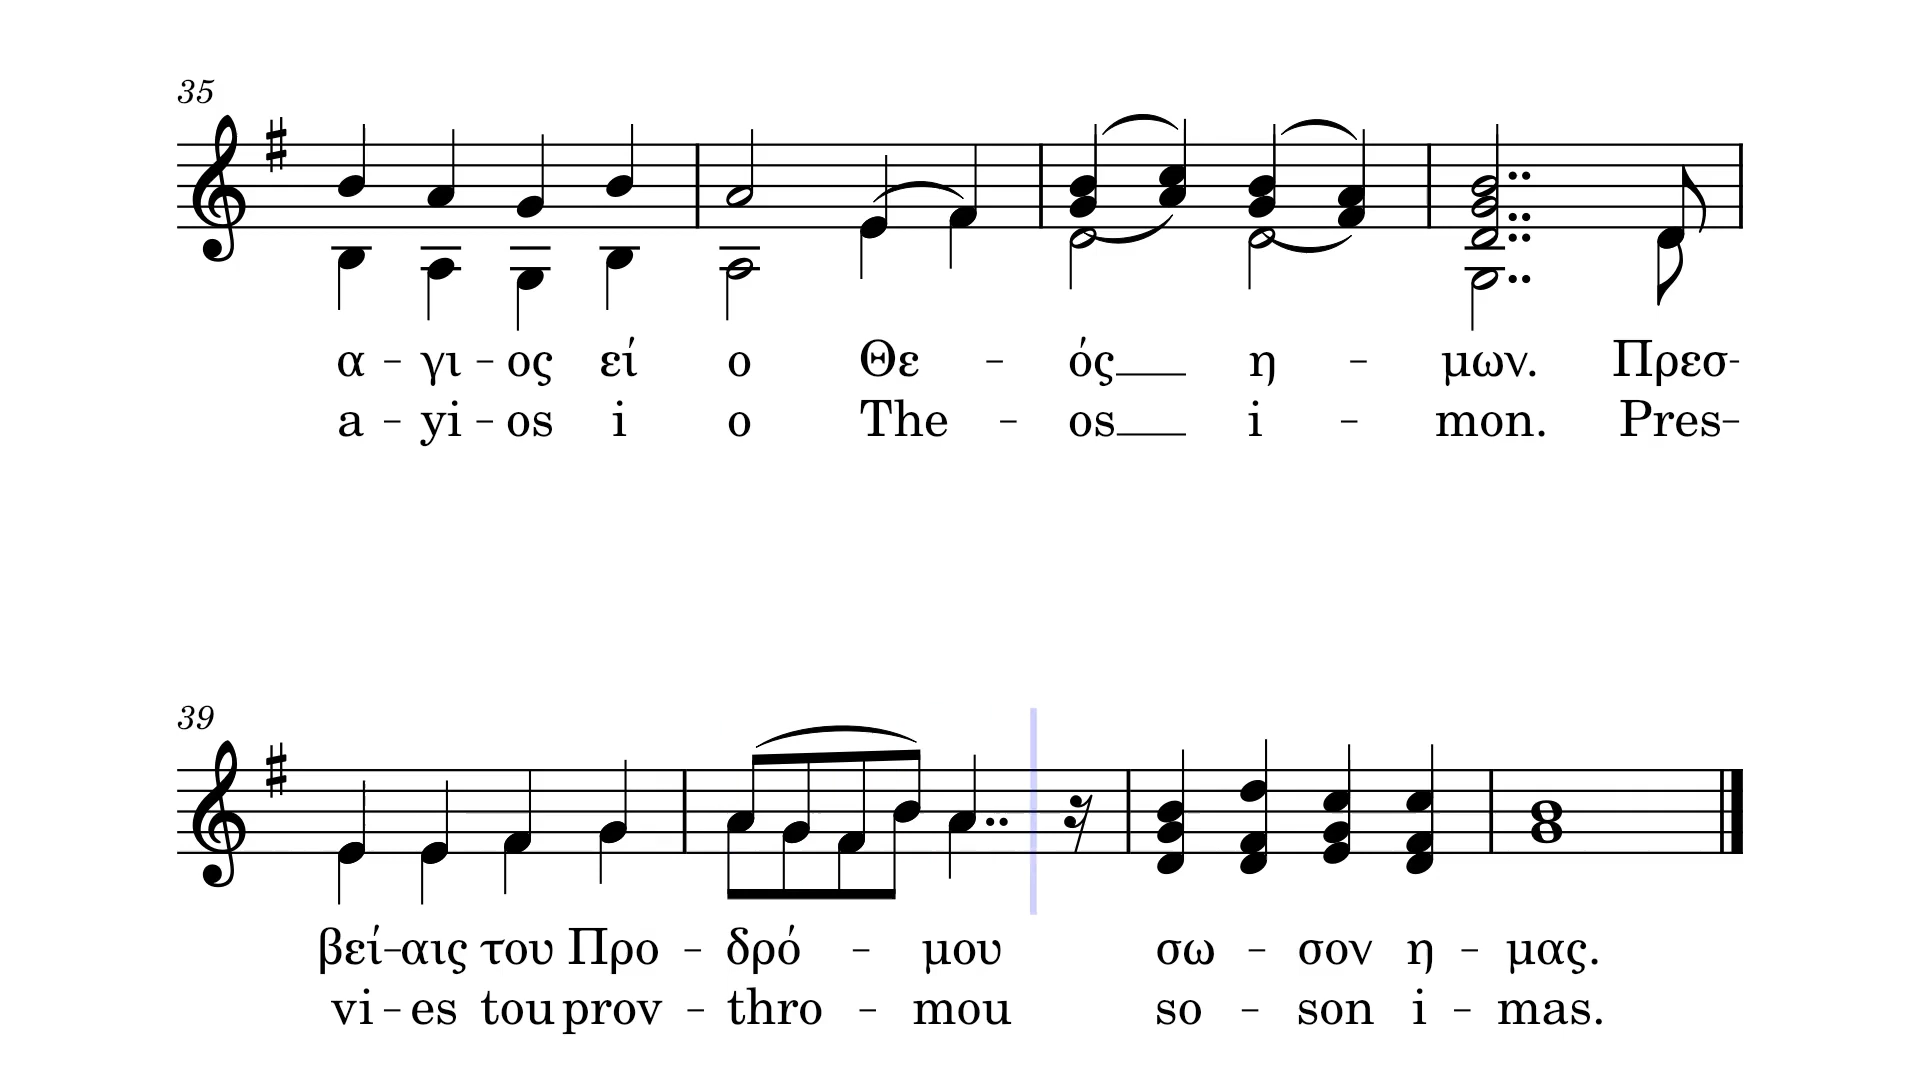 35
α - γι - ος εί ο Θε - ός η - μων. Πρεσ-
a - yi - os i o The - os i - mon. Pres-
39
βεί-αις του Προ - δρό - μου σω - σον η - μας.
vi - es tou prov - thro - mou so - son i - mas.